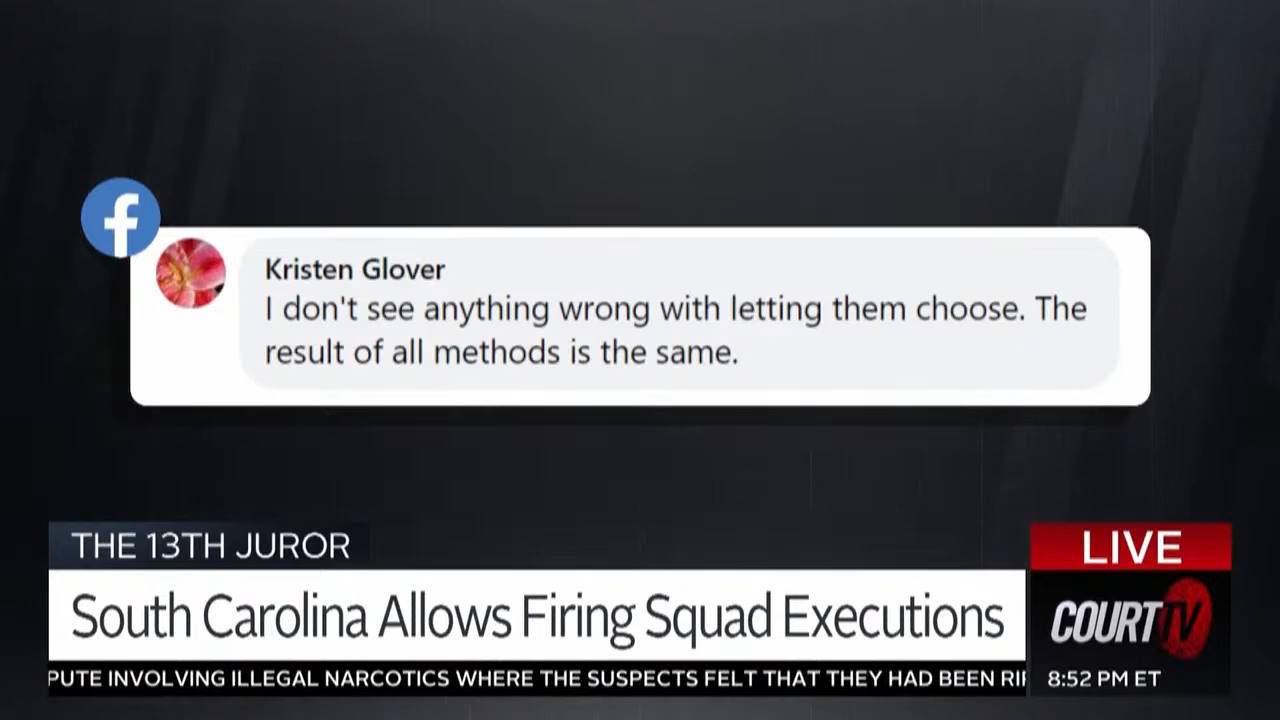 f
Kristen Glover
I don't see anything wrong with letting them choose. The
result of all methods is the same.
THE 13TH JUROR
LIVE
South Carolina Allows Firing Squad Executions
COURT TV
PUTE INVOLVING ILLEGAL NARCOTICS WHERE THE SUSPECTS FELT THAT THEY HAD BEEN
8:52 PM ET